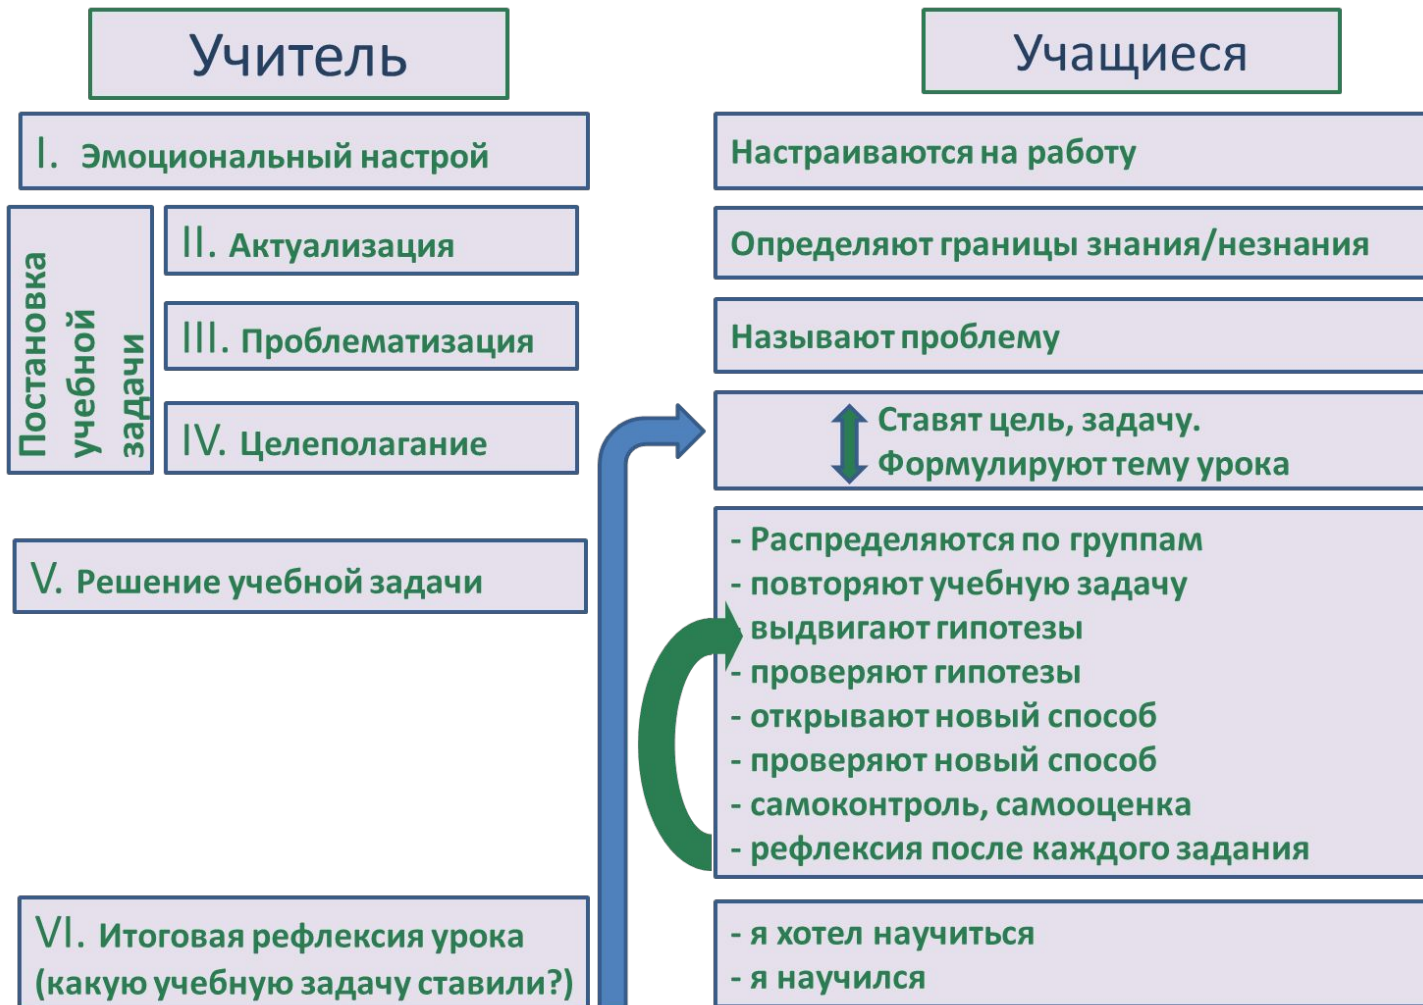 Учитель
Учащиеся
I. Эмоциональный настрой
Настраиваются на работу
Постановка
учебной
задачи
II. Актуализация
Определяют границы знания/незнания
III. Проблематизация
Называют проблему
IV. Целеполагание
Ставят цель, задачу.
Формулируют тему урока
V. Решение учебной задачи
- Распределяются по группам
- повторяют учебную задачу
выдвигают гипотезы
- проверяют гипотезы
- открывают новый способ
- проверяют новый способ
- самоконтроль, самооценка
- рефлексия после каждого задания
VI. Итоговая рефлексия урока
(какую учебную задачу ставили?)
- я хотел научиться
- я научился